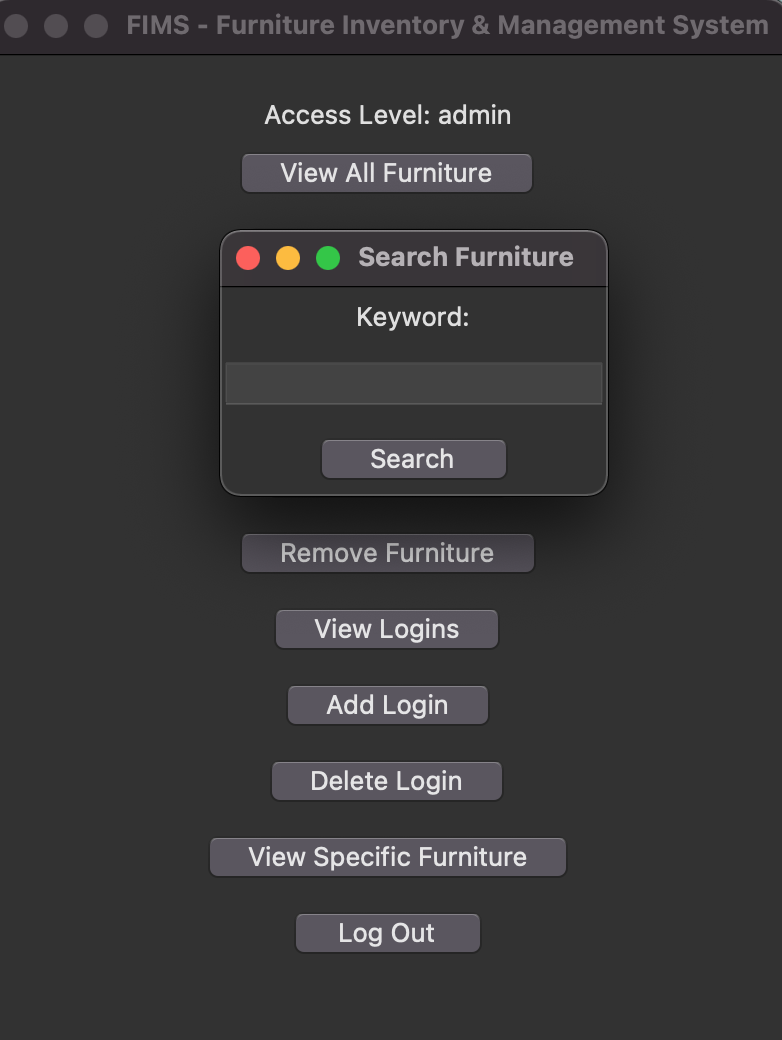 FIMS - Furniture Inventory & Management System
Access Level: admin
View All Furniture
Search Furniture
Keyword:
Search
Remove Furniture
View Logins
Add Login
Delete Login
View Specific Furniture
Log Out